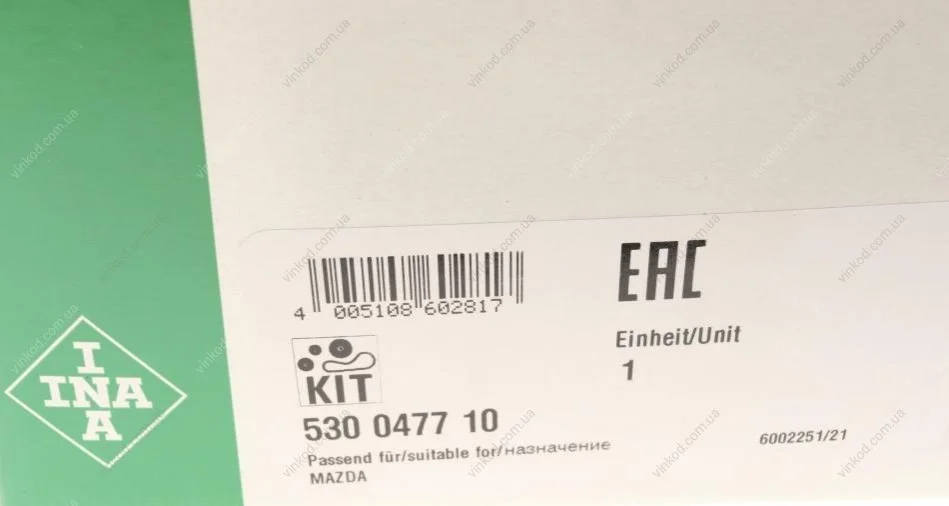 4 005108 602817
EAC
Einheit/Unit
1
KIT
530 0477 10
Passend für/suitable for/назначение
MAZDA
6002251/21
INA
INA
vinkod.com.ua